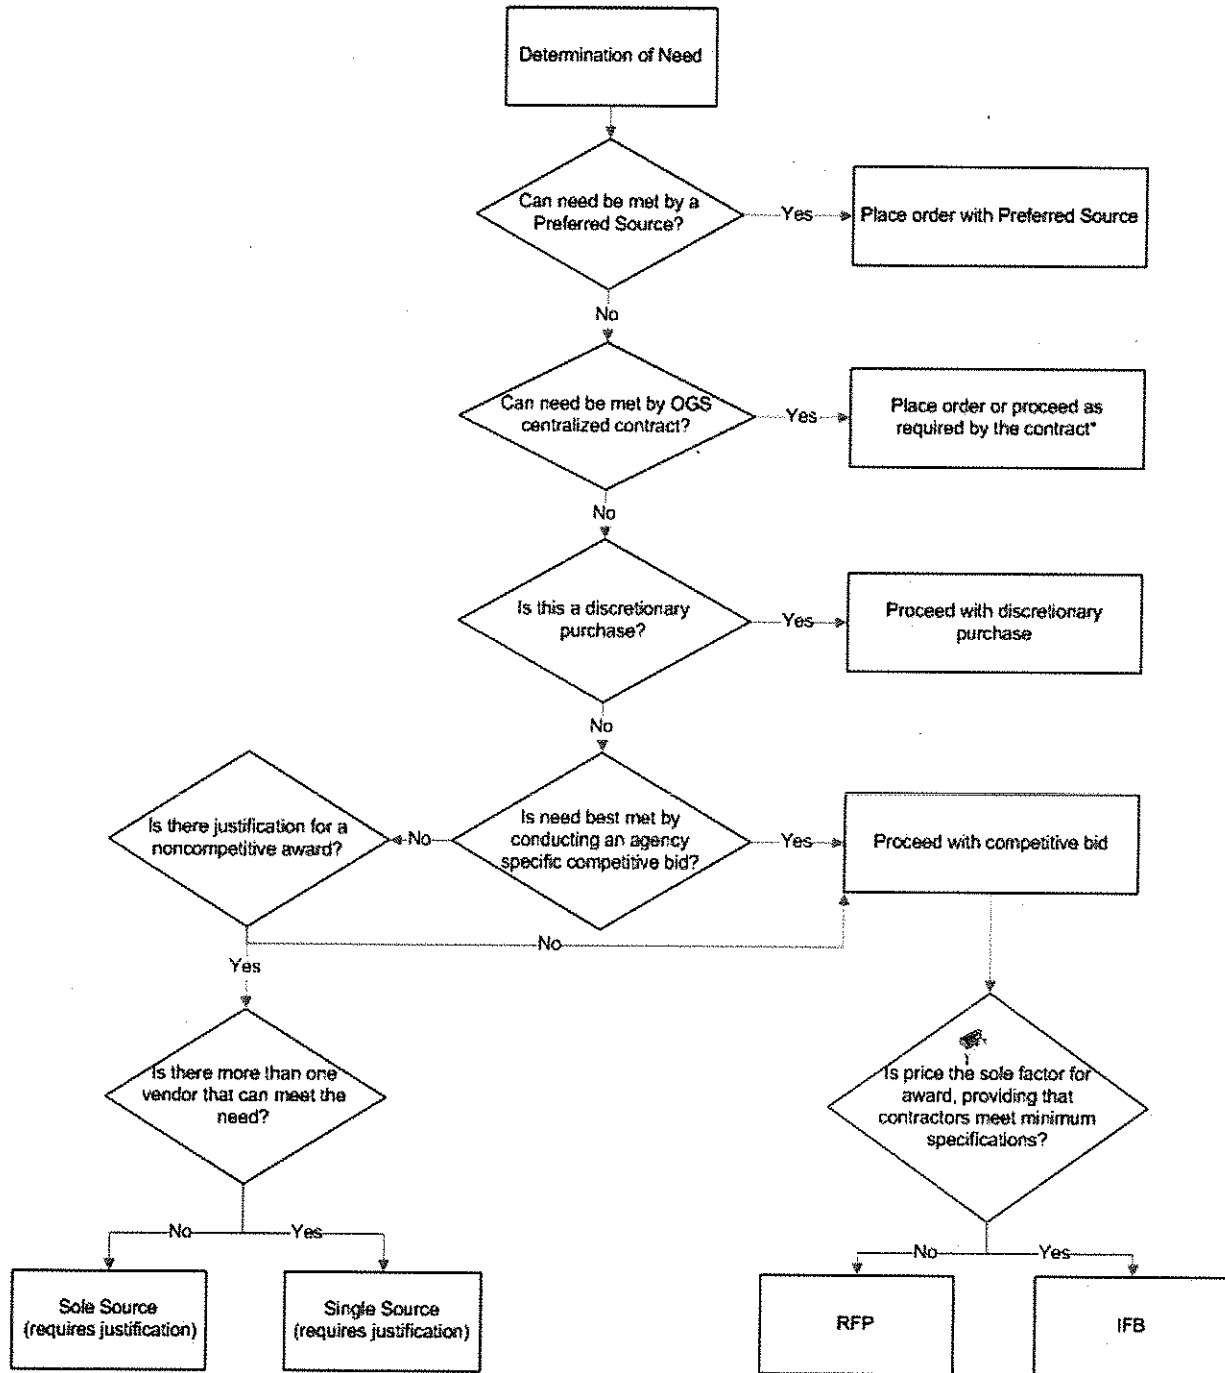 Determination of Need
Can need be met by a
Preferred Source?
Yes
Place order with Preferred Source
No
Can need be met by OGS
centralized contract?
Yes
Place order or proceed as
required by the contract*
No
Is this a discretionary
purchase?
Yes
Proceed with discretionary
purchase
No
Is there justification for a
noncompetitive award?
No
Is need best met by
conducting an agency
specific competitive bid?
Yes
Proceed with competitive bid
No
Yes
Is there more than one
vendor that can meet the
need?
Is price the sole factor for
award, providing that
contractors meet minimum
specifications?
No
Yes
No
Yes
Sole Source
(requires justification)
Single Source
(requires justification)
RFP
IFB